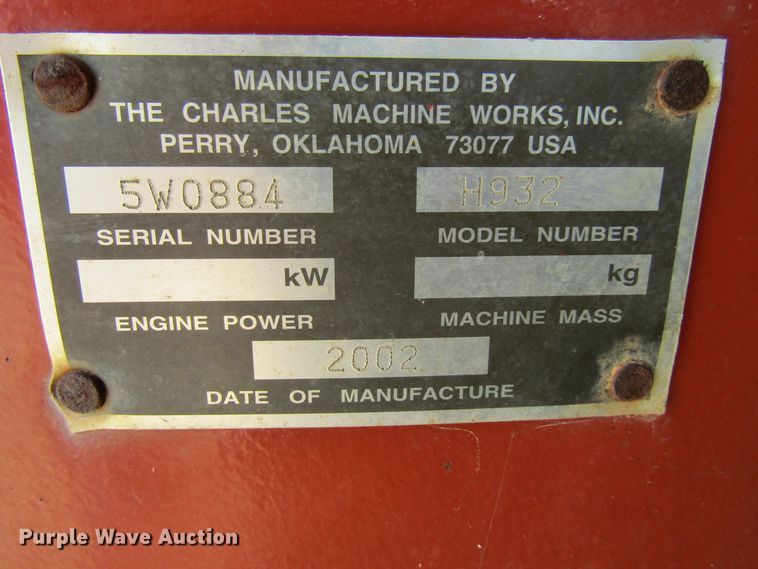 MANUFACTURED BY
THE CHARLES MACHINE WORKS, INC.
PERRY, OKLAHOMA 73077 USA
5W0884 H932
SERIAL NUMBER MODEL NUMBER
kW kg
ENGINE POWER MACHINE MASS
2002
DATE OF MANUFACTURE
Purple Wave Auction